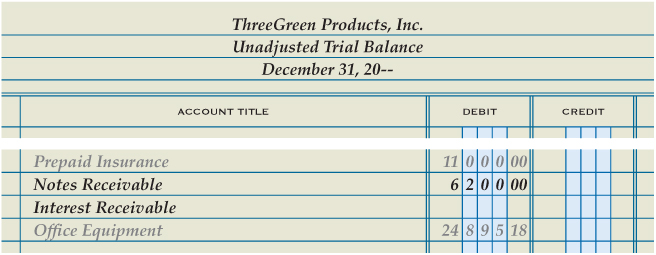 ThreeGreen Products, Inc.
Unadjusted Trial Balance
December 31, 20--
ACCOUNT TITLE DEBIT CREDIT
Prepaid Insurance 11 0 0 0 00
Notes Receivable 6 2 0 0 00
Interest Receivable
Office Equipment 24 8 9 5 18